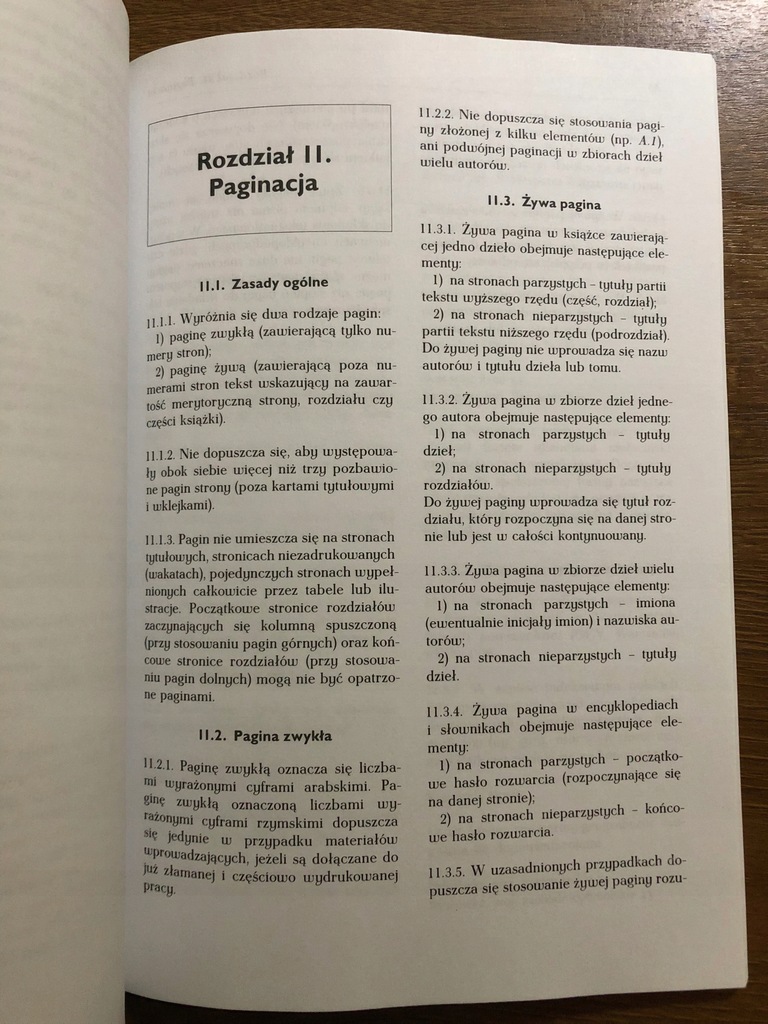 Rozdział 11.
Paginacja
11.1. Zasady ogólne
11.1.1. Wyróżnia się dwa rodzaje pagin:
1) paginę zwykłą (zawierającą tylko nu-
mery stron);
2) paginę żywą (zawierającą poza nu-
merami stron tekst wskazujący na zawar-
tość merytoryczną strony, rozdziału czy
części książki).
11.1.2. Nie dopuszcza się, aby występowa-
ły obok siebie więcej niż trzy pozbawio-
ne pagin strony (poza kartami tytułowymi
i wklejkami).
11.1.3. Pagin nie umieszcza się na stronach
tytułowych, stronicach niezadrukowanych
(wakatach), pojedynczych stronach wypeł-
nionych całkowicie przez tabele lub ilu-
stracje. Początkowe stronice rozdziałów
zaczynających się kolumną spuszczoną
(przy stosowaniu pagin górnych) oraz koń-
cowe stronice rozdziałów (przy stosowa-
niu pagin dolnych) mogą nie być opatrzo-
ne paginami.
11.2. Pagina zwykła
11.2.1. Paginę zwykłą oznacza się liczba-
mi wyrażonymi cyframi arabskimi. Pa-
ginę zwykłą oznaczoną liczbami wy-
rażonymi cyframi rzymskimi dopuszcza
się jedynie w przypadku materiałów
wprowadzających, jeżeli są dołączane do
już złamanej i częściowo wydrukowanej
pracy.
11.2.2. Nie dopuszcza się stosowania pagi-
ny złożonej z kilku elementów (np. A.1),
ani podwójnej paginacji w zbiorach dzieł
wielu autorów.
11.3. Żywa pagina
11.3.1. Żywa pagina w książce zawierają-
cej jedno dzieło obejmuje następujące ele-
menty:
1) na stronach parzystych – tytuły partii
tekstu wyższego rzędu (część, rozdział);
2) na stronach nieparzystych – tytuły
partii tekstu niższego rzędu (podrozdział).
Do żywej paginy nie wprowadza się nazw
autorów i tytułu dzieła lub tomu.
11.3.2. Żywa pagina w zbiorze dzieł jedne-
go autora obejmuje następujące elementy:
1) na stronach parzystych – tytuły
dzieł;
2) na stronach nieparzystych – tytuły
rozdziałów.
Do żywej paginy wprowadza się tytuł roz-
działu, który rozpoczyna się na danej stro-
nie lub jest w całości kontynuowany.
11.3.3. Żywa pagina w zbiorze dzieł wielu
autorów obejmuje następujące elementy:
1) na stronach parzystych – imiona
(ewentualnie inicjały imion) i nazwiska au-
torów;
2) na stronach nieparzystych – tytuły
dzieł.
11.3.4. Żywa pagina w encyklopediach
i słownikach obejmuje następujące ele-
menty:
1) na stronach parzystych – początko-
we hasło rozwarcia (rozpoczynające się
na danej stronie);
2) na stronach nieparzystych – końco-
we hasło rozwarcia.
11.3.5. W uzasadnionych przypadkach do-
puszcza się stosowanie żywej paginy rozu-